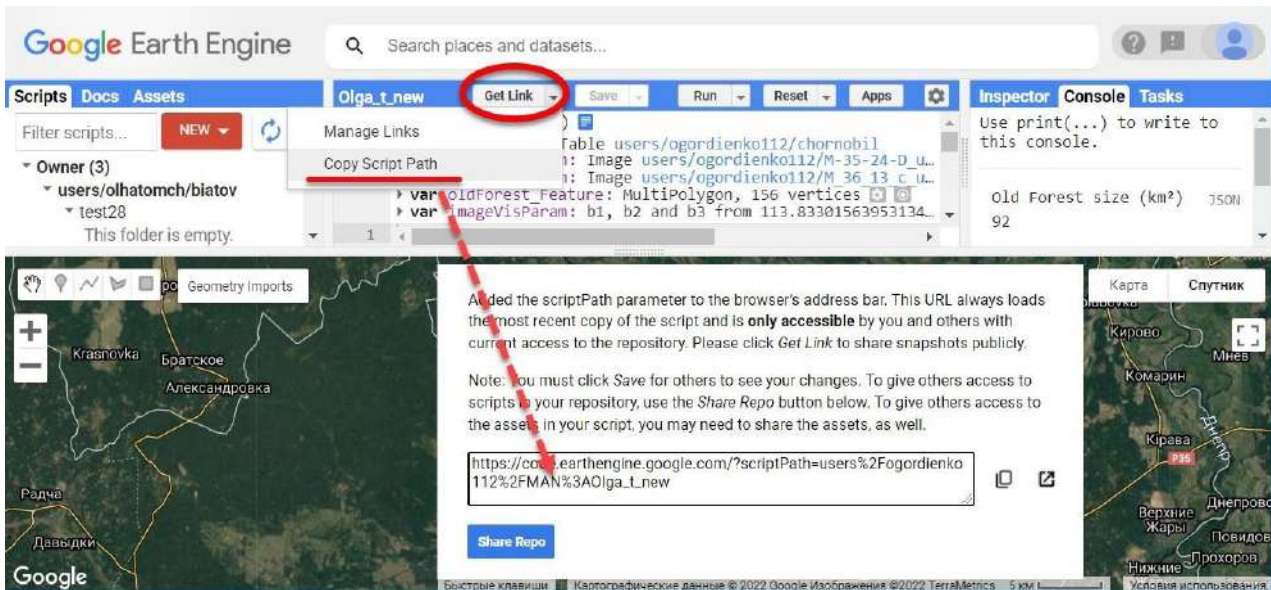 Google Earth Engine
Search places and datasets...
Scripts Docs Assets
Filter scripts...
NEW
Owner (3)
users/olhatomch/biatov
test28
This folder is empty.
Olga_t_new
Get Link
Save
Run
Reset
Apps
Manage Links
Copy Script Path
Table users/ogordienko112/chornobil
: Image users/ogordienko112/M-35-24-D_u...
: Image users/ogordienko112/M_36_13_c_u...
var oldForest_Feature: MultiPolygon, 156 vertices
var imageVisParam: b1, b2 and b3 from 113.83301563953134...
1
Inspector Console Tasks
Use print(...) to write to
this console.
Old Forest size (km²) JSON
92
Geometry Imports
+
−
Krasnovka
Братское
Александровка
Радча
Давыдки
Google
Added the scriptPath parameter to the browser's address bar. This URL always loads
the most recent copy of the script and is only accessible by you and others with
current access to the repository. Please click Get Link to share snapshots publicly.
Note: You must click Save for others to see your changes. To give others access to
scripts in your repository, use the Share Repo button below. To give others access to
the assets in your script, you may need to share the assets, as well.
https://code.earthengine.google.com/?scriptPath=users%2Fogordienko
112%2FMAN%3AOlga_t_new
Share Repo
Карта
Спутник
Кирово
Мнев
Комарин
Днепр
Кірава
P35
Днепрово
Верхние
Жары
Повидов
Прохоров
Нижние
Быстрые клавиши
Картографические данные © 2022 Google Изображения ©2022 TerraMetrics
5 км
Условия использования